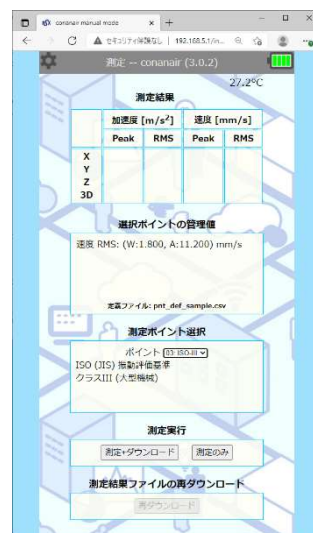 conanair manual mode
セキュリティ保護なし | 192.168.5.1/in...
測定 -- conanair (3.0.2)
27.2℃
測定結果
加速度 [m/s²] 速度 [mm/s]
Peak RMS Peak RMS
X
Y
Z
3D
選択ポイントの管理値
速度 RMS: (W:1.800, A:11.200) mm/s
定義ファイル: pnt_def_sample.csv
測定ポイント選択
ポイント 03: ISO-III
ISO (JIS) 振動評価基準
クラスIII (大型機械)
測定実行
測定+ダウンロード 測定のみ
測定結果ファイルの再ダウンロード
再ダウンロード